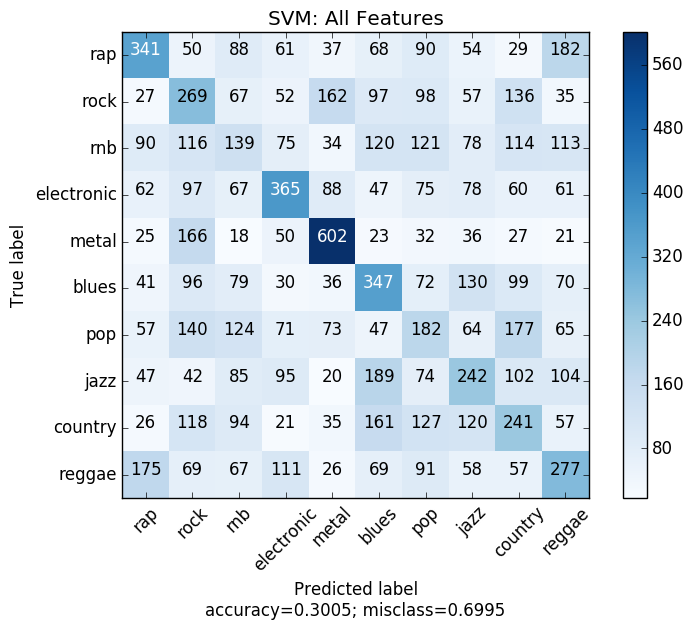 SVM: All Features
rap 341 50 88 61 37 68 90 54 29 182
rock 27 269 67 52 162 97 98 57 136 35
rnb 90 116 139 75 34 120 121 78 114 113
electronic 62 97 67 365 88 47 75 78 60 61
metal 25 166 18 50 602 23 32 36 27 21
blues 41 96 79 30 36 347 72 130 99 70
pop 57 140 124 71 73 47 182 64 177 65
jazz 47 42 85 95 20 189 74 242 102 104
country 26 118 94 21 35 161 127 120 241 57
reggae 175 69 67 111 26 69 91 58 57 277
rap rock rnb electronic metal blues pop jazz country reggae
True label
Predicted label
accuracy=0.3005; misclass=0.6995
560
480
400
320
240
160
80